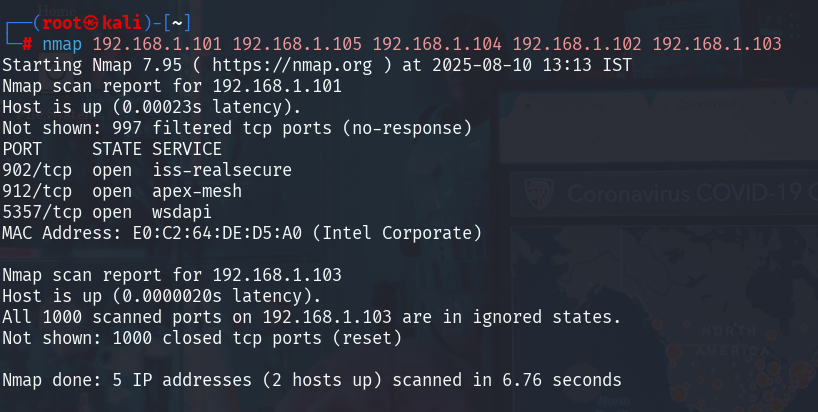 Home
┌──(root㉿kali)-[~]
└─# nmap 192.168.1.101 192.168.1.105 192.168.1.104 192.168.1.102 192.168.1.103
Starting Nmap 7.95 ( https://nmap.org ) at 2025-08-10 13:13 IST
Nmap scan report for 192.168.1.101
Host is up (0.00023s latency).
Not shown: 997 filtered tcp ports (no-response)
PORT     STATE SERVICE
902/tcp  open  iss-realsecure
912/tcp  open  apex-mesh
5357/tcp open  wsdapi
MAC Address: E0:C2:64:DE:D5:A0 (Intel Corporate)
Coronavirus COVID-19
Nmap scan report for 192.168.1.103
Host is up (0.0000020s latency).
All 1000 scanned ports on 192.168.1.103 are in ignored states.
Not shown: 1000 closed tcp ports (reset)
NORTH
AMERICA
Nmap done: 5 IP addresses (2 hosts up) scanned in 6.76 seconds